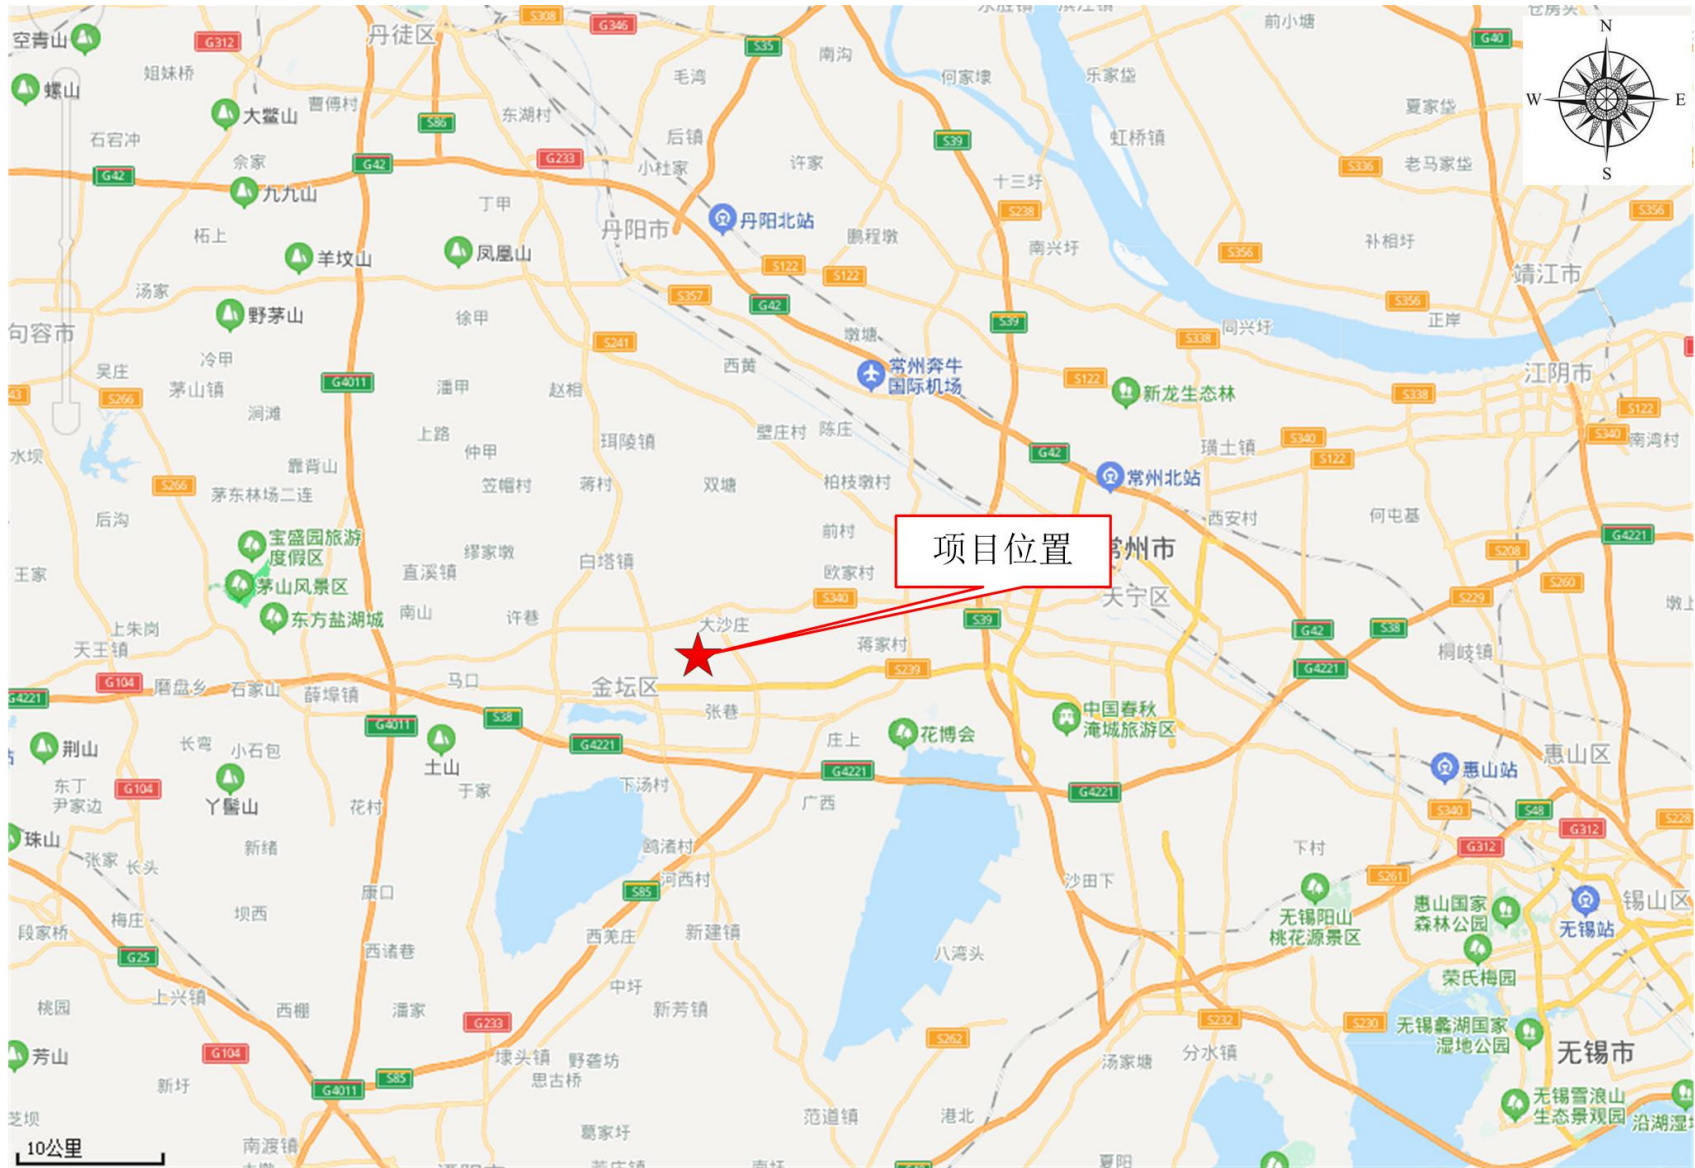 空青山
G312
丹徒区
S308
G346
S35
南沟
前小塘
G40
N
螺山
姐妹桥
毛湾
何家埭
乐家垈
W
E
大鳖山
曹傅村
S86
东湖村
后镇
S39
虹桥镇
夏家垈
石宕冲
佘家
G42
G42
G233
小杜家
许家
S336
老马家垈
S
九九山
丁甲
十三圩
S238
S356
柘上
丹阳市
丹阳北站
鹏程墩
南兴圩
S356
补相圩
羊坟山
凤凰山
S122
S122
靖江市
汤家
S357
G42
S356
野茅山
徐甲
S39
同兴圩
正岸
句容市
S241
墩塘
S338
冷甲
西黄
常州奔牛
国际机场
S122
江阴市
吴庄
茅山镇
G4011
潘甲
赵相
新龙生态林
S338
43
S266
涧滩
S122
上路
珥陵镇
壁庄村
陈庄
S340
S340
南湾村
水坝
靠背山
仲甲
G42
璜土镇
S122
S266
茅东林场二连
笠帽村
蒋村
双塘
柏枝墩村
常州北站
后沟
前村
西安村
何屯基
宝盛园旅游
度假区
缪家墩
项目位置
常州市
G4221
S208
王家
茅山风景区
直溪镇
白塔镇
欧家村
S260
东方盐湖城
南山
许巷
S340
天宁区
S229
墩上
上朱岗
大沙庄
S39
G42
S38
天王镇
蒋家村
桐岐镇
G104
磨盘乡
石家山
薛埠镇
马口
金坛区
S239
G4221
G4221
G4011
S38
张巷
中国春秋
淹城旅游区
荆山
长弯
小石包
土山
G4221
庄上
花博会
惠山区
东丁
尹家边
G104
丫髻山
花村
于家
下汤村
G4221
广西
G4221
惠山站
S340
S48
S228
珠山
张家
长头
新绪
鸥渚村
下村
G312
G312
康口
S85
河西村
沙田下
S261
梅庄
坝西
无锡阳山
桃花源景区
惠山国家
森林公园
锡山区
段家桥
G25
西诸巷
西羌庄
新建镇
八湾头
无锡站
荣氏梅园
桃园
上兴镇
西棚
潘家
中圩
新芳镇
G233
S232
S230
无锡蠡湖国家
湿地公园
芳山
G104
埭头镇
野砻坊
S262
汤家塘
分水镇
无锡市
新圩
G4011
S85
思古桥
无锡雪浪山
生态景观园
芝坝
葛家圩
范道镇
港北
沿湖湿
10公里
南渡镇
夏阳